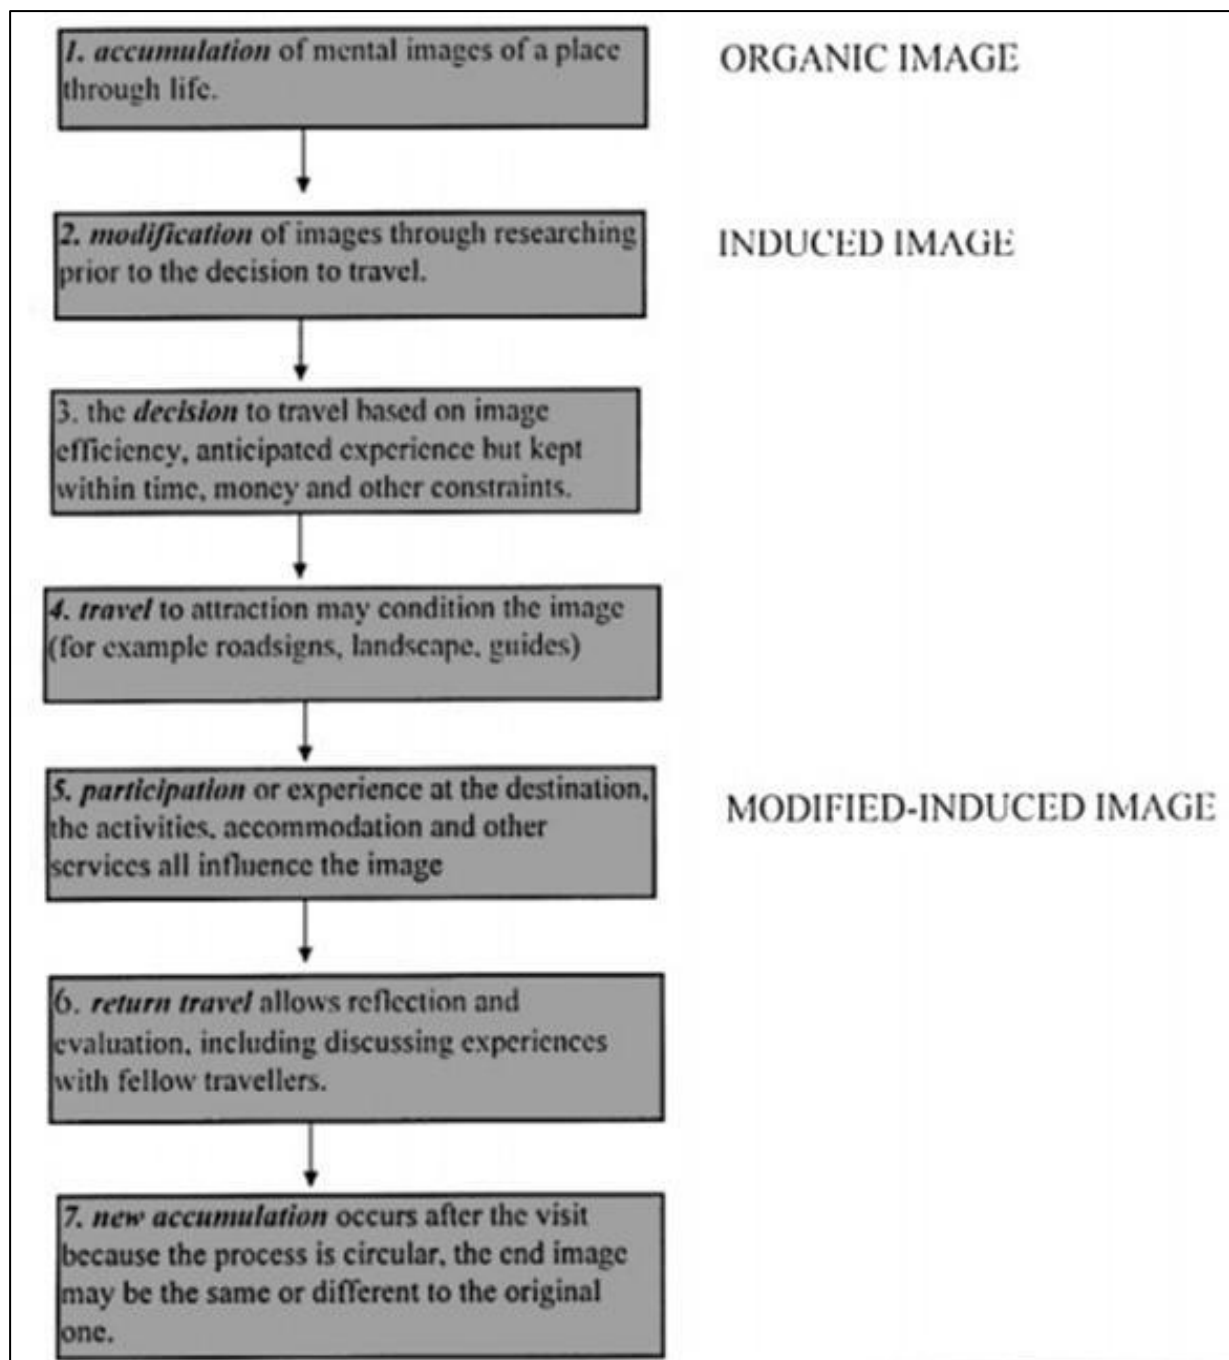 1. accumulation of mental images of a place
through life.
ORGANIC IMAGE
2. modification of images through researching
prior to the decision to travel.
INDUCED IMAGE
3. the decision to travel based on image
efficiency, anticipated experience but kept
within time, money and other constraints.
4. travel to attraction may condition the image
(for example roadsigns, landscape, guides)
5. participation or experience at the destination,
the activities, accommodation and other
services all influence the image
MODIFIED-INDUCED IMAGE
6. return travel allows reflection and
evaluation, including discussing experiences
with fellow travellers.
7. new accumulation occurs after the visit
because the process is circular, the end image
may be the same or different to the original
one.